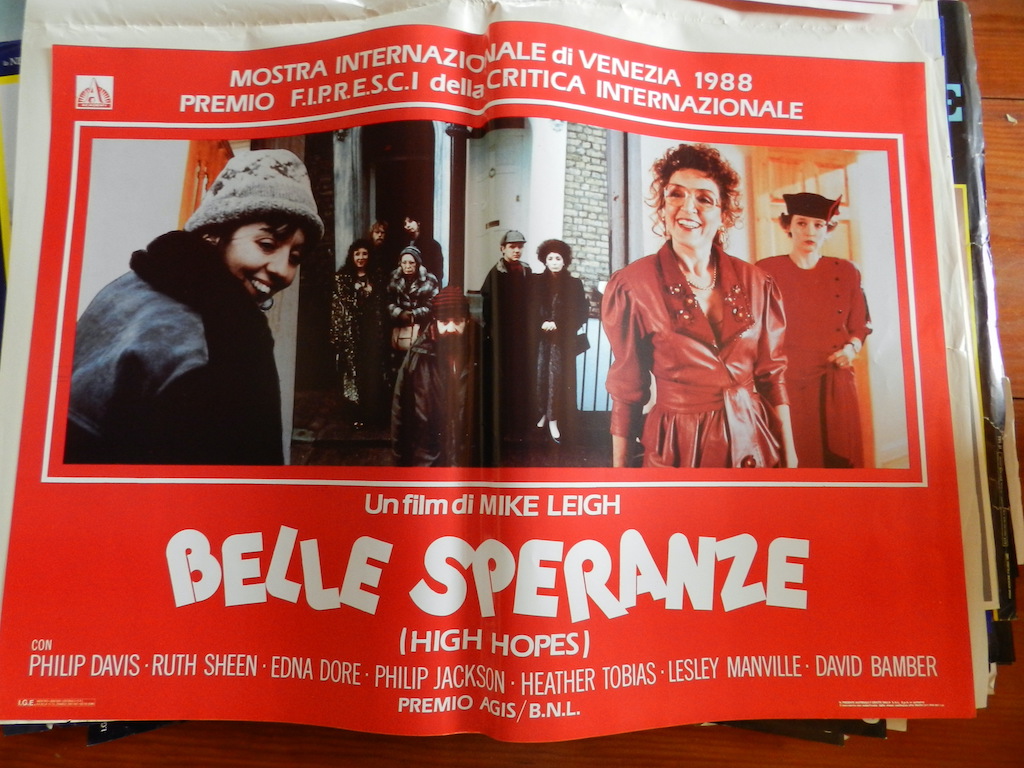 MOSTRA INTERNAZIONALE di VENEZIA 1988
PREMIO F.I.P.R.E.S.C.I della CRITICA INTERNAZIONALE
Un film di MIKE LEIGH
BELLE SPERANZE
(HIGH HOPES)
CON
PHILIP DAVIS · RUTH SHEEN · EDNA DORE · PHILIP JACKSON · HEATHER TOBIAS · LESLEY MANVILLE · DAVID BAMBER
PREMIO AGIS/B.N.L.
I.G.E